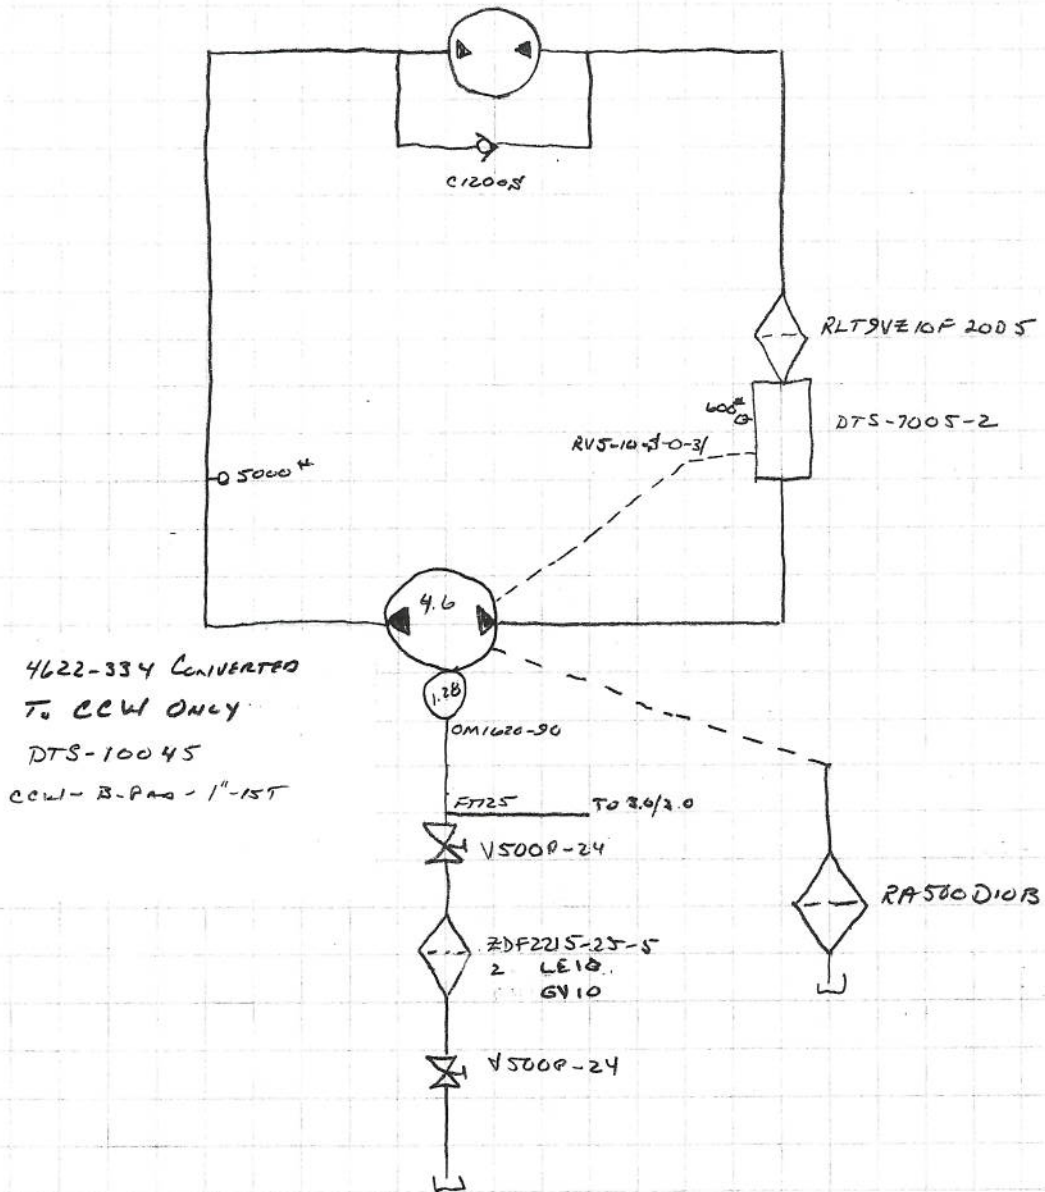 C1200S
RLT9VZ10F20D5
600#
DTS-7005-2
RV5-10-S-0-3/
5000#
4.6
4622-334 CONVERTED
TO CCW ONLY
DTS-10045
CCW-B-PAD-1"-15T
1.28
OM1620-90
FT125
TO 3.0/2.0
V500P-24
RA500D10B
ZDF2215-25-5
2 LE10
GV10
V500P-24